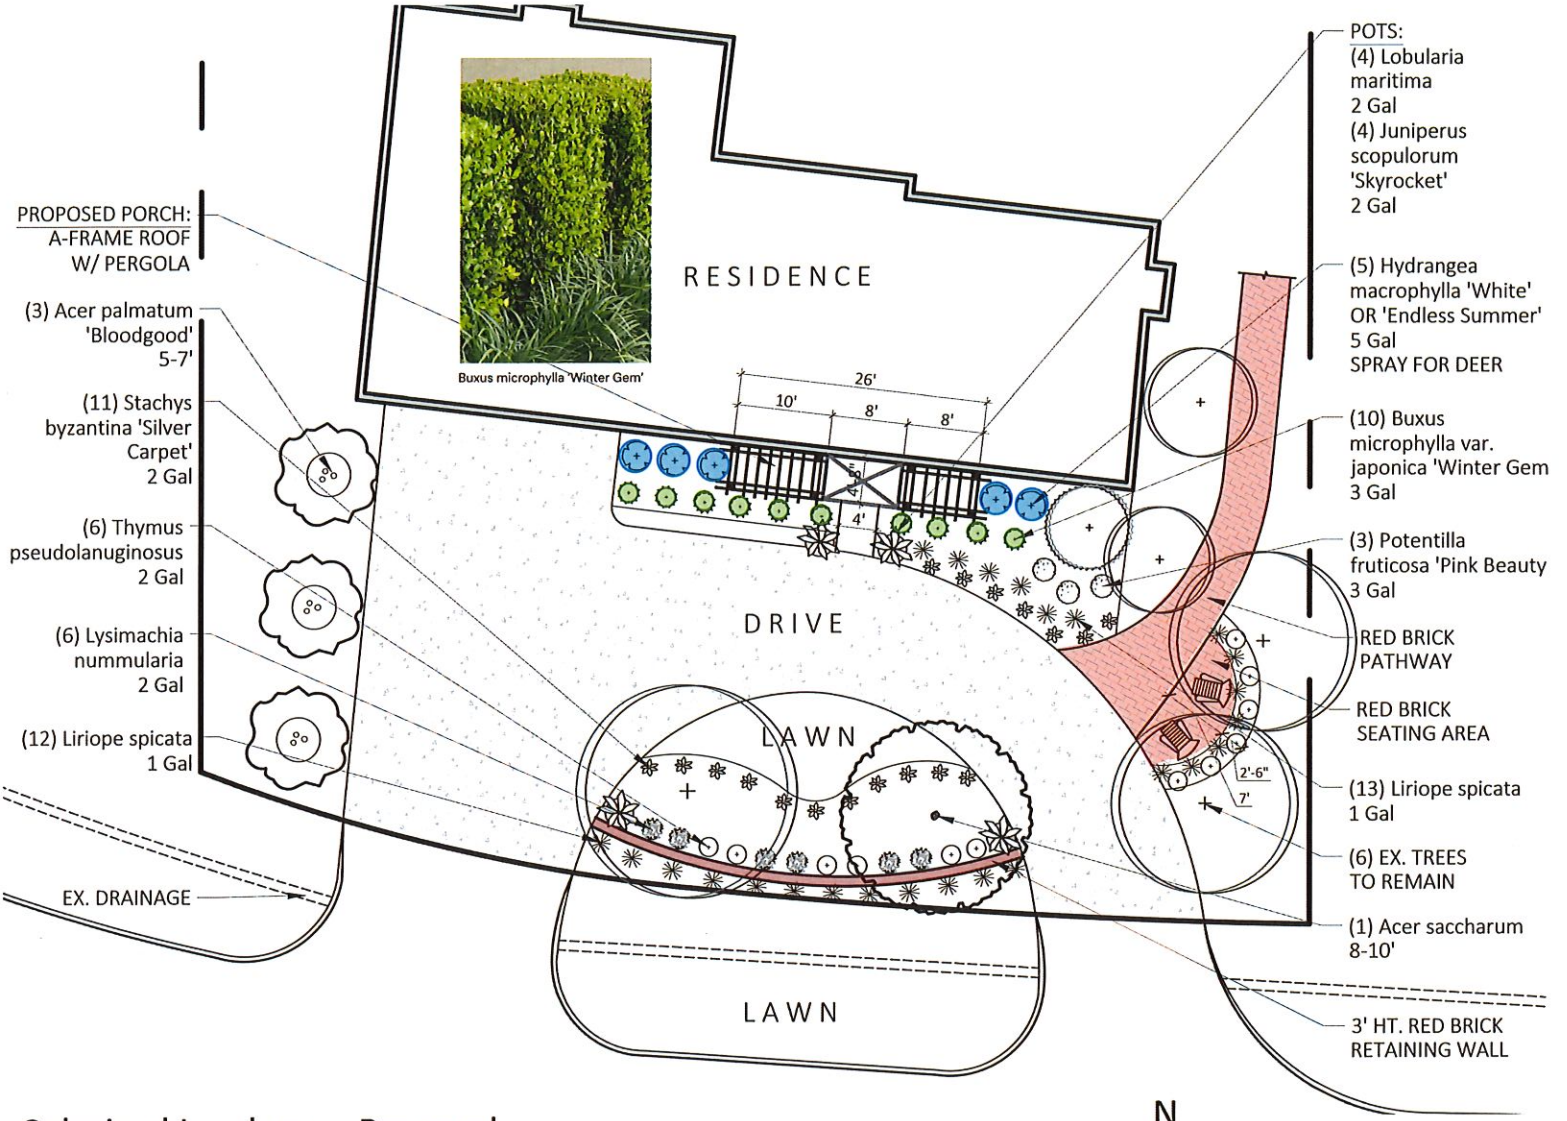 POTS:
(4) Lobularia
maritima
2 Gal
(4) Juniperus
scopulorum
'Skyrocket'
2 Gal
PROPOSED PORCH:
A-FRAME ROOF
W/ PERGOLA
RESIDENCE
(5) Hydrangea
macrophylla 'White'
OR 'Endless Summer'
5 Gal
SPRAY FOR DEER
(3) Acer palmatum
'Bloodgood'
5-7'
Buxus microphylla 'Winter Gem'
26'
10'
8'
8'
(11) Stachys
byzantina 'Silver
Carpet'
2 Gal
(10) Buxus
microphylla var.
japonica 'Winter Gem
3 Gal
4'
(6) Thymus
pseudolanuginosus
2 Gal
(3) Potentilla
fruticosa 'Pink Beauty
3 Gal
DRIVE
(6) Lysimachia
nummularia
2 Gal
RED BRICK
PATHWAY
RED BRICK
SEATING AREA
LAWN
(12) Liriope spicata
1 Gal
2'-6"
7'
(13) Liriope spicata
1 Gal
(6) EX. TREES
TO REMAIN
EX. DRAINAGE
(1) Acer saccharum
8-10'
LAWN
3' HT. RED BRICK
RETAINING WALL
N